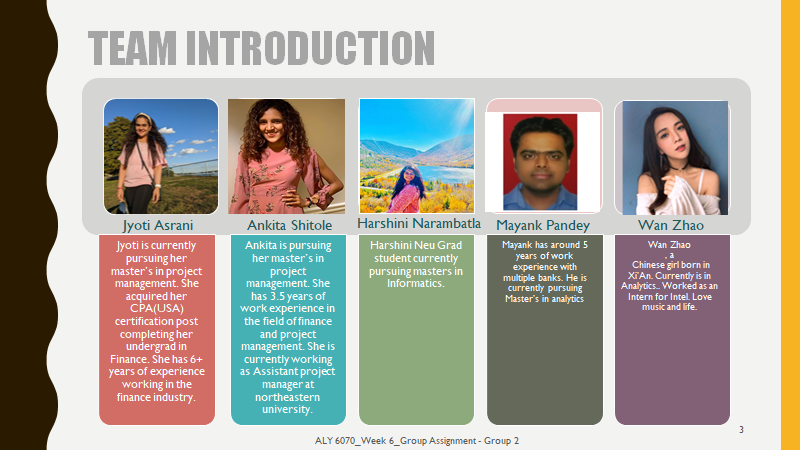 TEAM INTRODUCTION
Jyoti Asrani
Jyoti is currently
pursuing her
master's in project
management. She
acquired her
CPA(USA)
certification post
completing her
undergrad in
Finance. She has 6+
years of experience
working in the
finance industry.
Ankita Shitole
Ankita is pursuing
her master's in
project
management. She
has 3.5 years of
work experience in
the field of finance
and project
management. She is
currently working
as Assistant project
manager at
northeastern
university.
Harshini Narambatla
Harshini Neu Grad
student currently
pursuing masters in
Informatics.
Mayank Pandey
Mayank has around 5
years of work
experience with
multiple banks. He is
currently pursuing
Master's in analytics
Wan Zhao
Wan Zhao
, a
Chinese girl born in
Xi'An. Currently is in
Analytics.. Worked as an
Intern for Intel. Love
music and life.
ALY 6070_Week 6_Group Assignment - Group 2
3